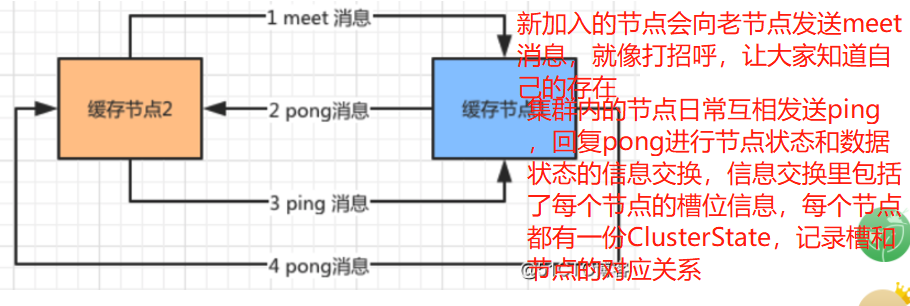 1 meet 消息
新加入的节点会向老节点发送meet
消息，就像打招呼，让大家知道自
己的存在
缓存节点2
2 pong消息
缓存节点
集群内的节点日常互相发送ping
，回复pong进行节点状态和数据
状态的信息交换，信息交换里包括
了每个节点的槽位信息，每个节点
都有一份ClusterState，记录槽和
节点的对应关系
3 ping 消息
4 pong消息